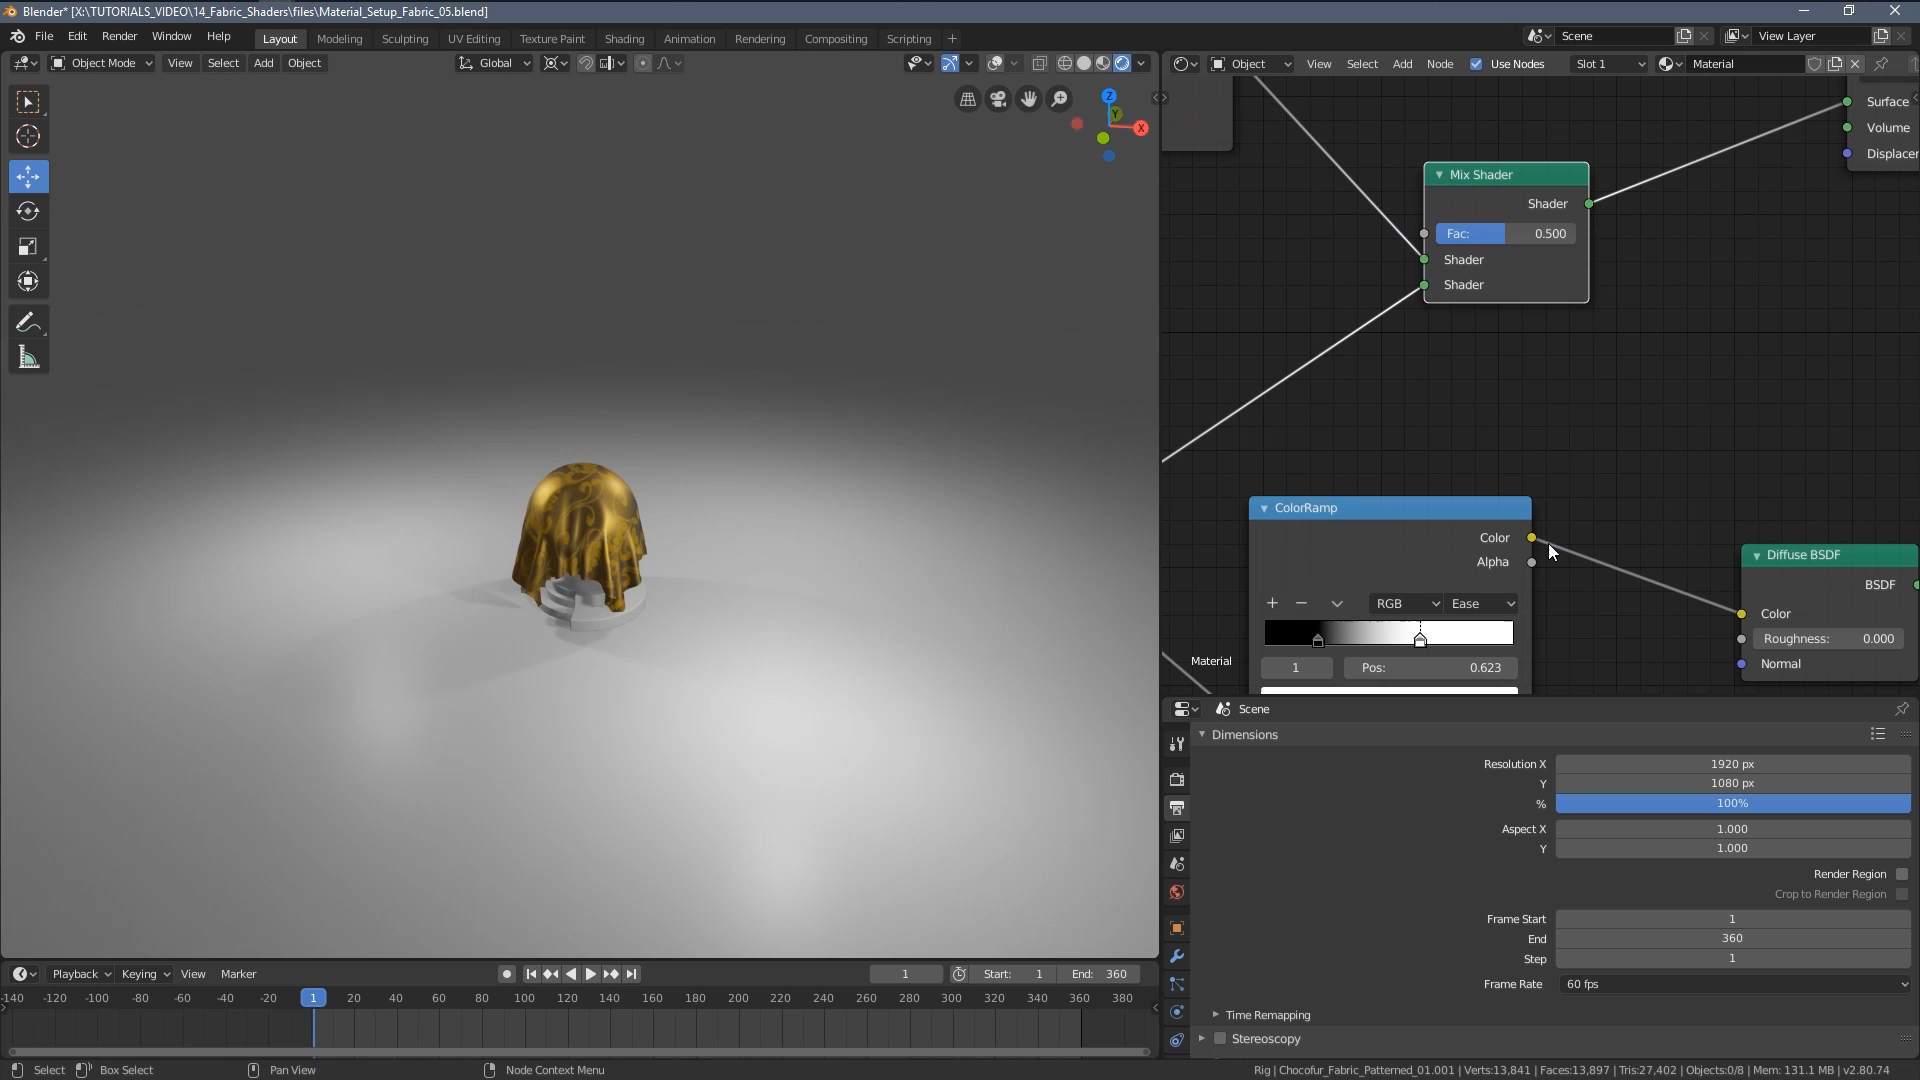 Blender* [X:\TUTORIALS_VIDEO\14_Fabric_Shaders\files\Material_Setup_Fabric_05.blend]
File Edit Render Window Help Layout Modeling Sculpting UV Editing Texture Paint Shading Animation Rendering Compositing Scripting + Scene View Layer
Object Mode View Select Add Object Global
Object View Select Add Node Use Nodes Slot 1 Material
Z
Y
X
Surface
Volume
Displacer
Mix Shader
Shader
Fac: 0.500
Shader
Shader
ColorRamp
Color
Alpha
+ − RGB Ease
1 Pos: 0.623
Diffuse BSDF
BSDF
Color
Roughness: 0.000
Normal
Material
Scene
Dimensions
Resolution X 1920 px
Y 1080 px
% 100%
Aspect X 1.000
Y 1.000
Render Region
Crop to Render Region
Frame Start 1
End 360
Step 1
Frame Rate 60 fps
Time Remapping
Stereoscopy
Playback Keying View Marker 1 Start: 1 End: 360
-140 -120 -100 -80 -60 -40 -20 1 20 40 60 80 100 120 140 160 180 200 220 240 260 280 300 320 340 360 380
Select Box Select Pan View Node Context Menu
Rig | Chocofur_Fabric_Patterned_01.001 | Verts:13,841 | Faces:13,897 | Tris:27,402 | Objects:0/8 | Mem: 131.1 MB | v2.80.74